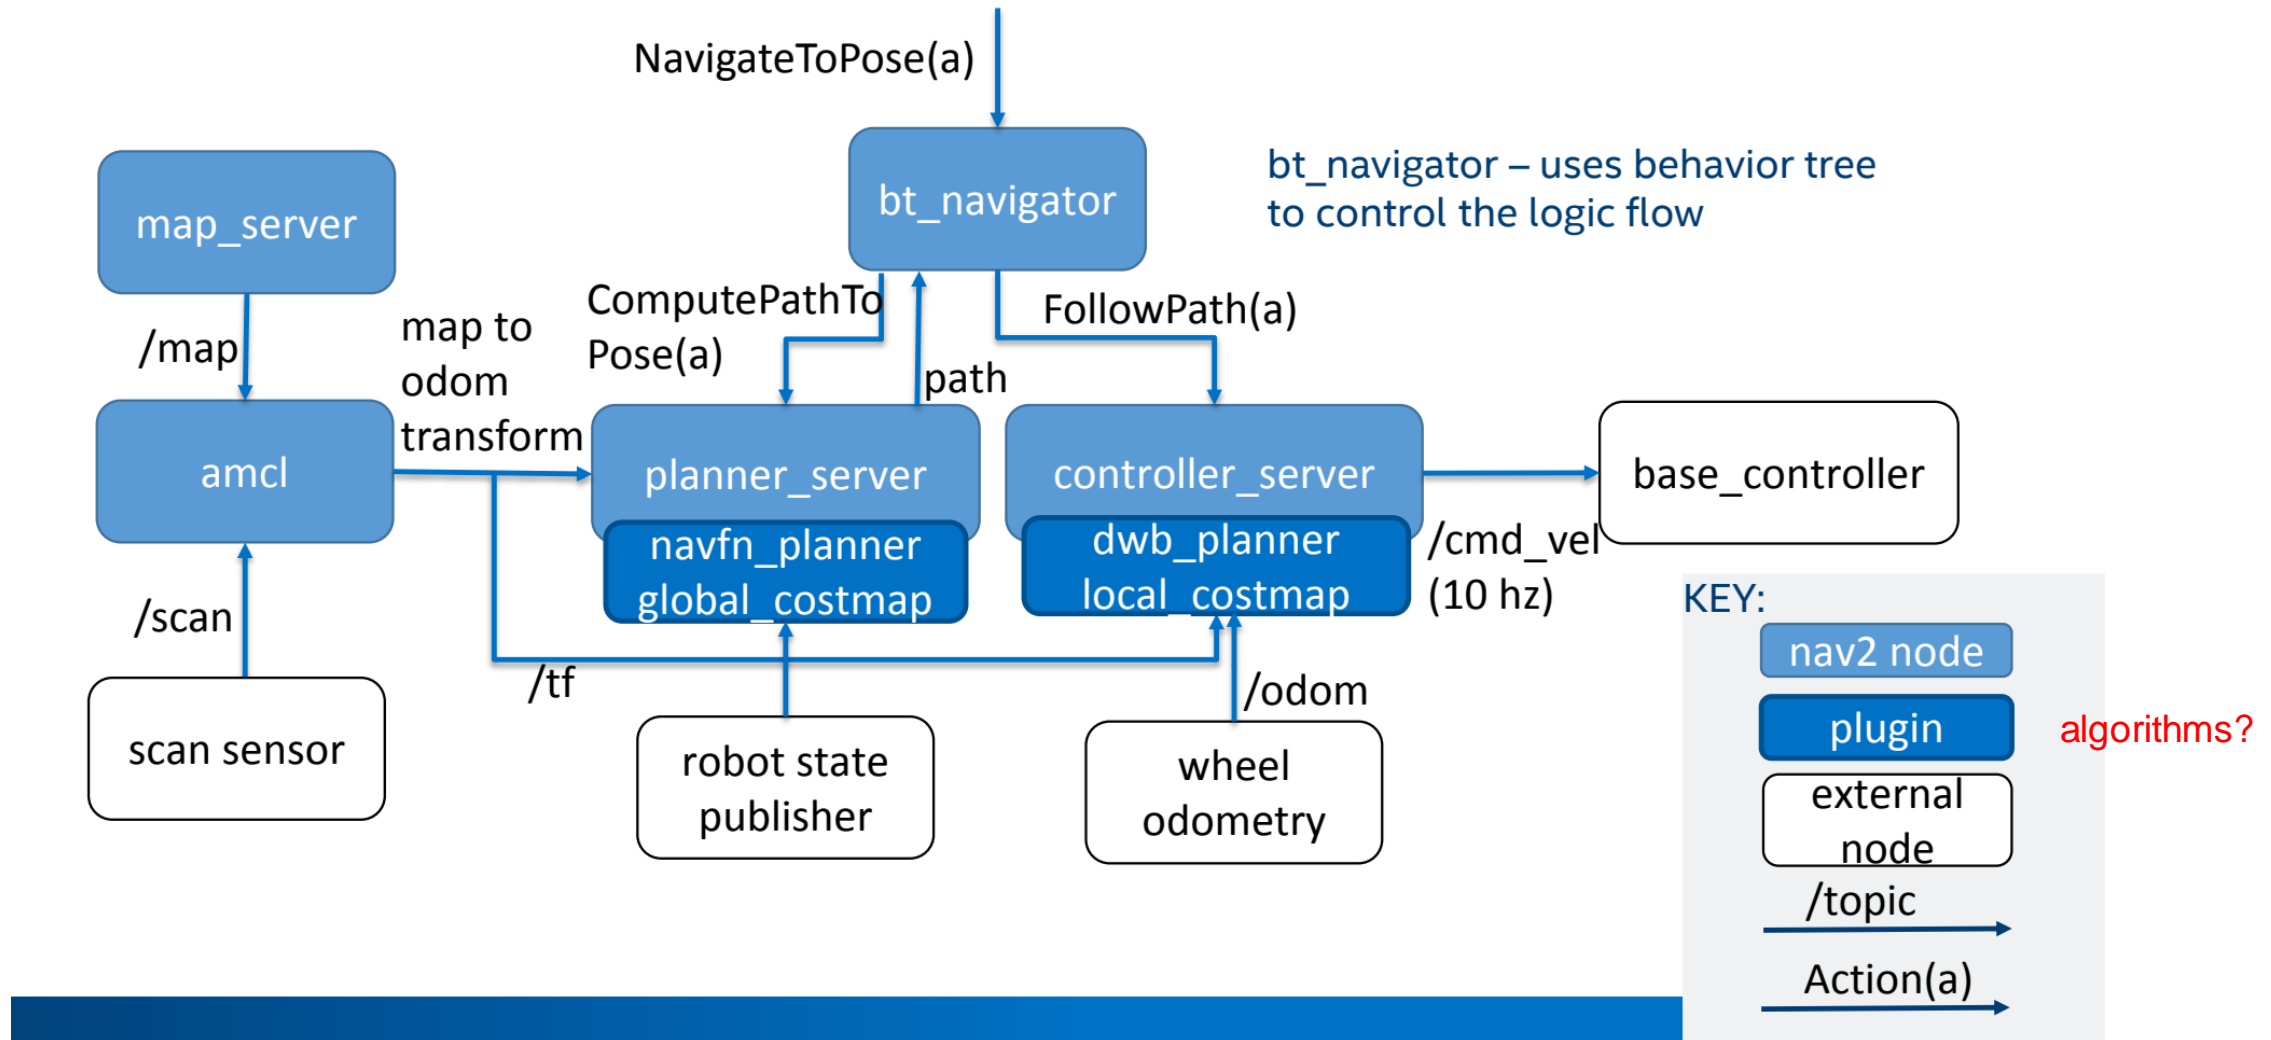 NavigateToPose(a)
bt_navigator
bt_navigator – uses behavior tree
to control the logic flow
map_server
/map
map to
odom
transform
ComputePathTo
Pose(a)
path
FollowPath(a)
amcl
planner_server
navfn_planner
global_costmap
controller_server
dwb_planner
local_costmap
/cmd_vel
(10 hz)
base_controller
/scan
scan sensor
/tf
robot state
publisher
/odom
wheel
odometry
KEY:
nav2 node
plugin
algorithms?
external
node
/topic
Action(a)